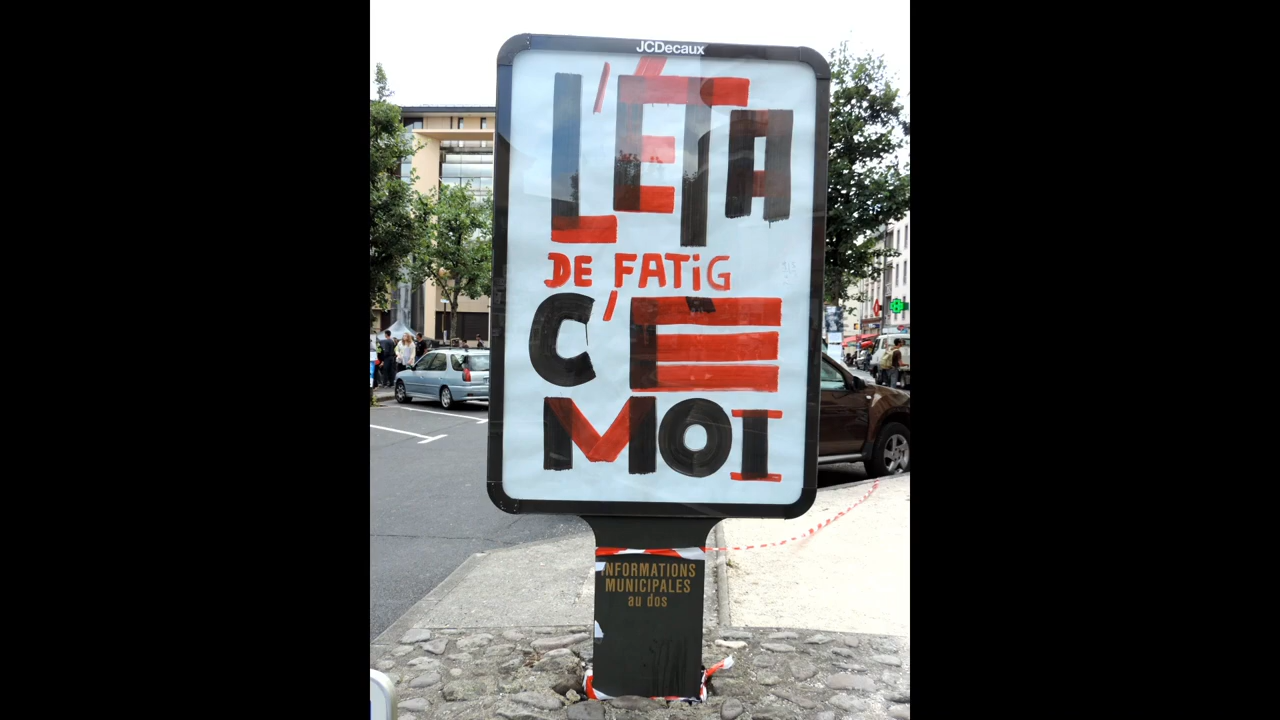 JCDecaux
L'ÉTA
DE FATiG
C'E
MOI
INFORMATIONS
MUNICIPALES
au dos